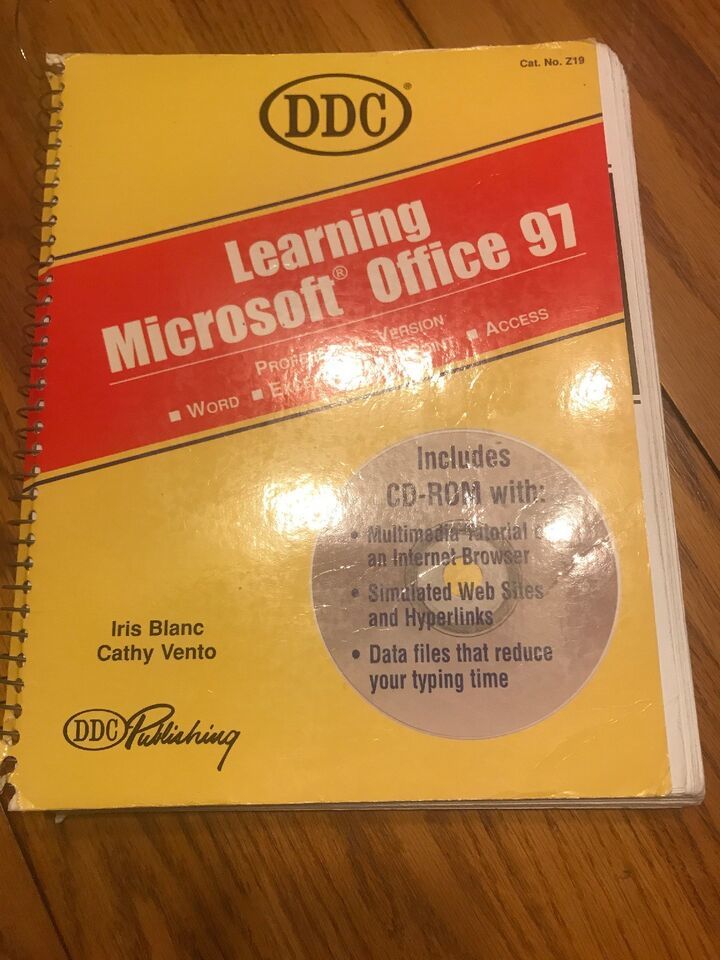 Cat. No. Z19
DDC®
Learning
Microsoft® Office 97
Version
■ Word ■ ■ Access
Includes
CD-ROM with:
• Multimedia Tutorial
an Internet Browser
• Simulated Web Sites
and Hyperlinks
• Data files that reduce
your typing time
Iris Blanc
Cathy Vento
DDC Publishing